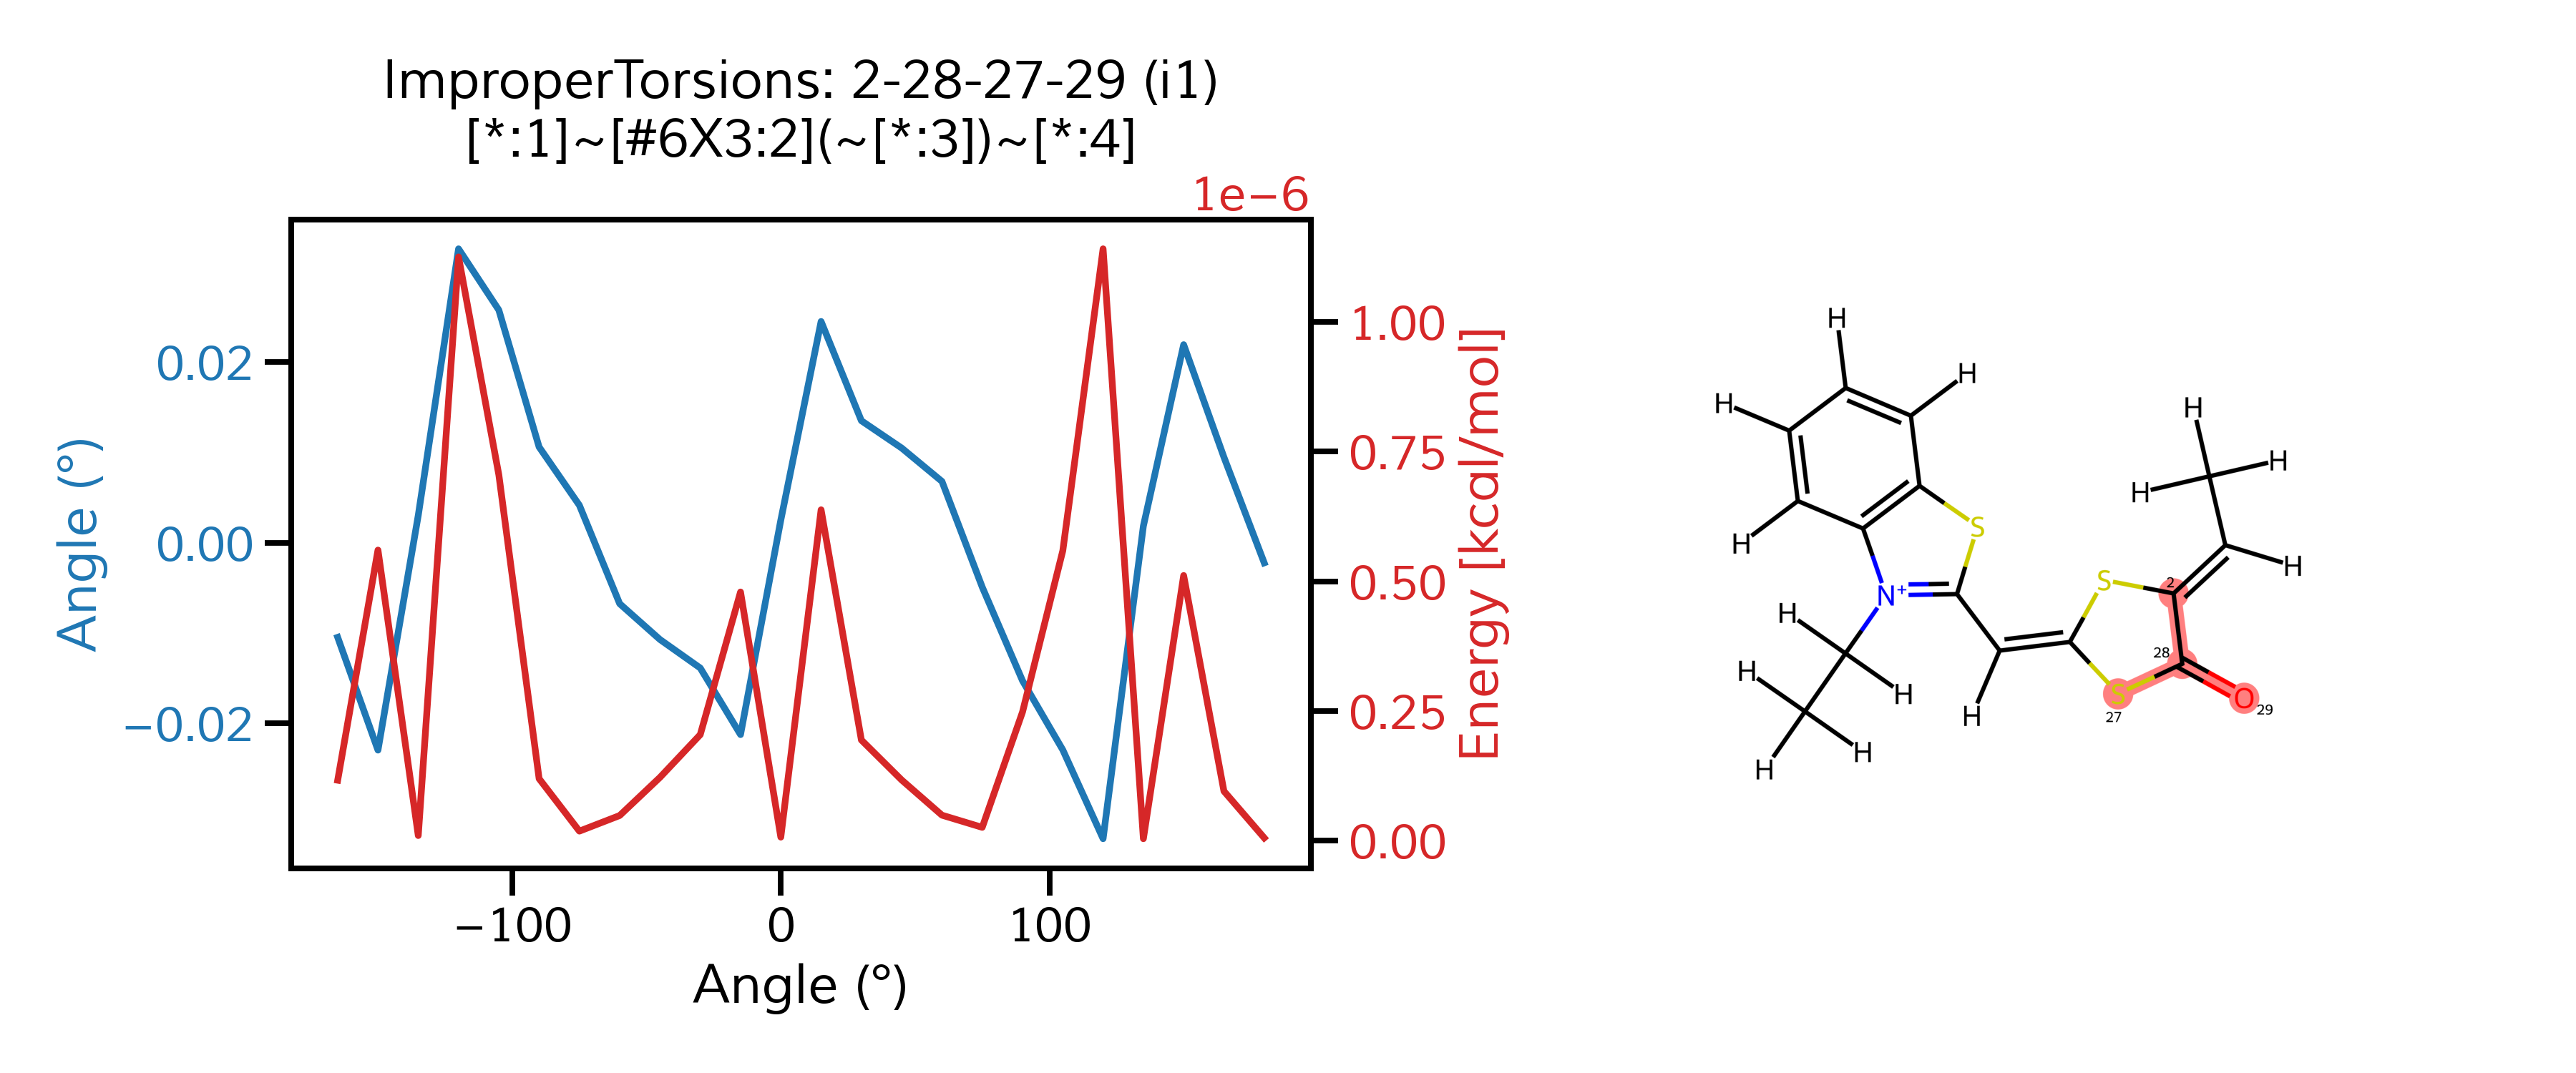 ImproperTorsions: 2-28-27-29 (i1)
[*:1]~[#6X3:2](~[*:3])~[*:4]
1e−6
0.02
0.00
−0.02
Angle (°)
1.00
0.75
0.50
0.25
0.00
Energy [kcal/mol]
−100
0
100
Angle (°)
H
H
H
H
H
H
H
H
S
H
N+
S
2
H
H
28
H
H
S
27
O
29
H
H
H